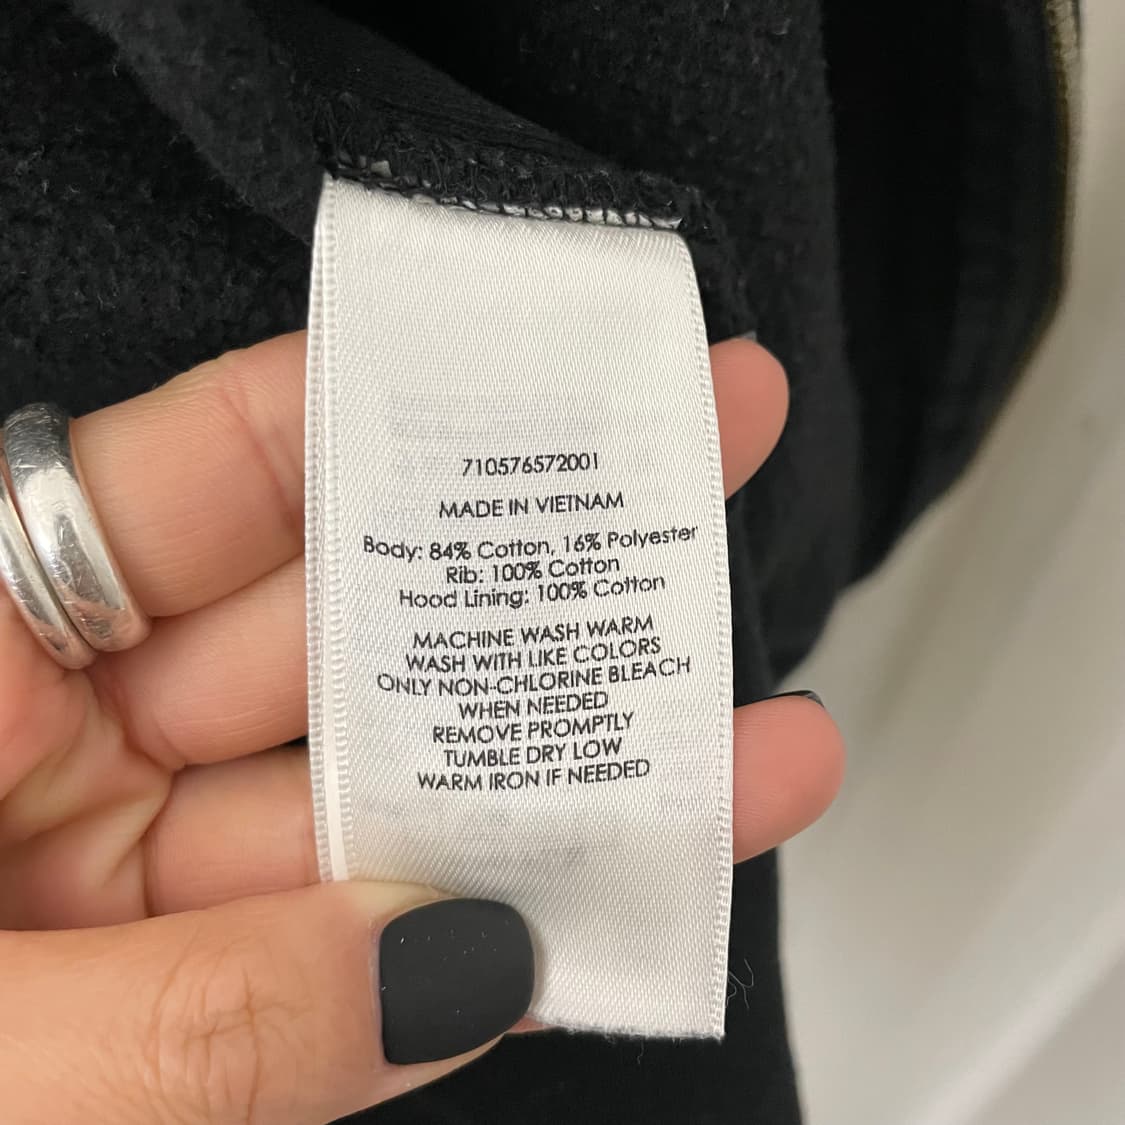 710576572001
MADE IN VIETNAM
Body: 84% Cotton, 16% Polyester
Rib: 100% Cotton
Hood Lining: 100% Cotton
MACHINE WASH WARM
WASH WITH LIKE COLORS
ONLY NON-CHLORINE BLEACH
WHEN NEEDED
REMOVE PROMPTLY
TUMBLE DRY LOW
WARM IRON IF NEEDED